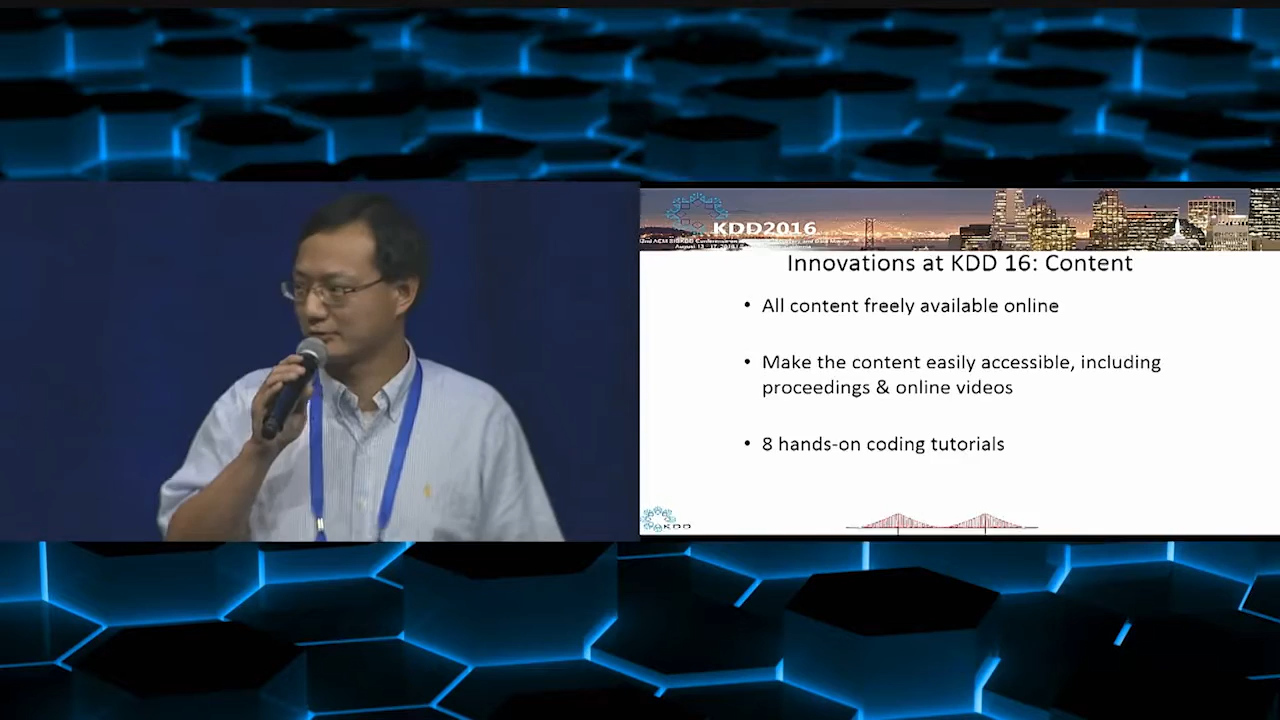 KDD2016
Innovations at KDD 16: Content
• All content freely available online
• Make the content easily accessible, including
proceedings & online videos
• 8 hands-on coding tutorials
KDD